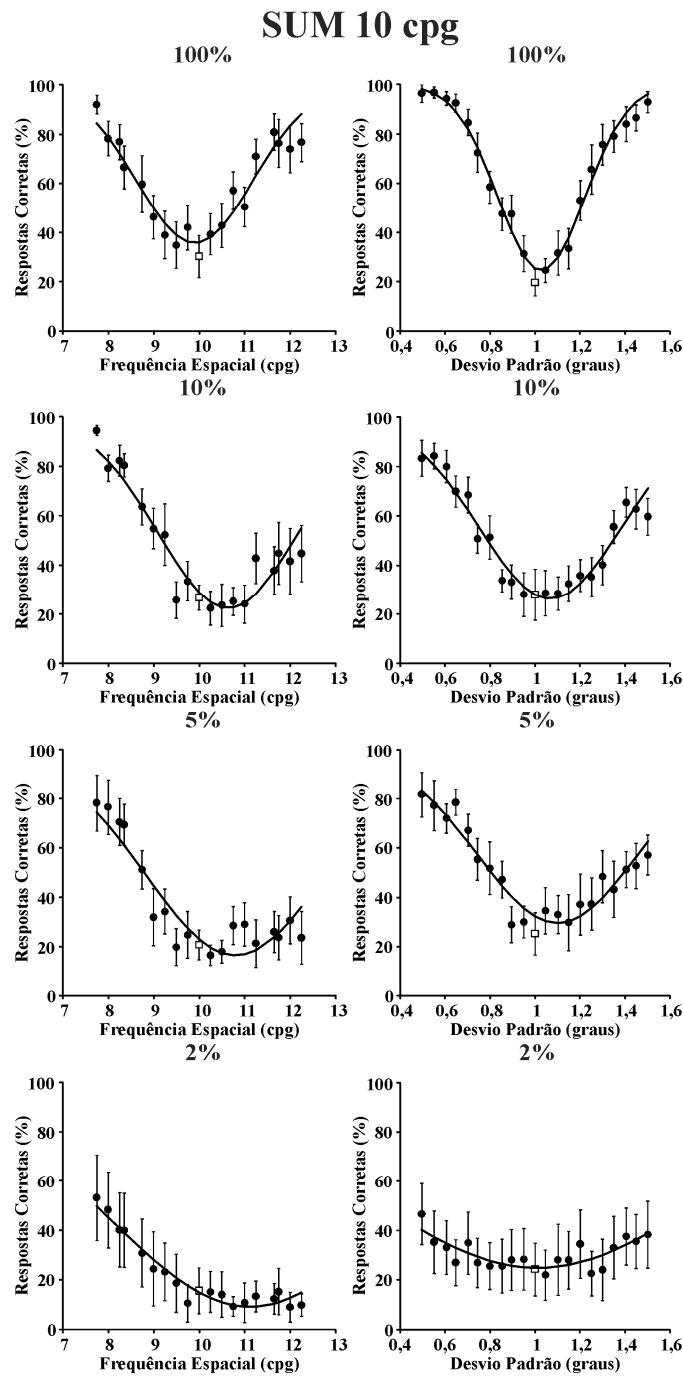 SUM 10 cpg
100%
100%
Respostas Corretas (%)
100
80
60
40
20
0
7 8 9 10 11 12 13
Frequência Espacial (cpg)
Respostas Corretas (%)
100
80
60
40
20
0
0,4 0,6 0,8 1 1,2 1,4 1,6
Desvio Padrão (graus)
10%
10%
Respostas Corretas (%)
100
80
60
40
20
0
7 8 9 10 11 12 13
Frequência Espacial (cpg)
Respostas Corretas (%)
100
80
60
40
20
0
0,4 0,6 0,8 1 1,2 1,4 1,6
Desvio Padrão (graus)
5%
5%
Respostas Corretas (%)
100
80
60
40
20
0
7 8 9 10 11 12 13
Frequência Espacial (cpg)
Respostas Corretas (%)
100
80
60
40
20
0
0,4 0,6 0,8 1 1,2 1,4 1,6
Desvio Padrão (graus)
2%
2%
Respostas Corretas (%)
100
80
60
40
20
0
7 8 9 10 11 12 13
Frequência Espacial (cpg)
Respostas Corretas (%)
100
80
60
40
20
0
0,4 0,6 0,8 1 1,2 1,4 1,6
Desvio Padrão (graus)